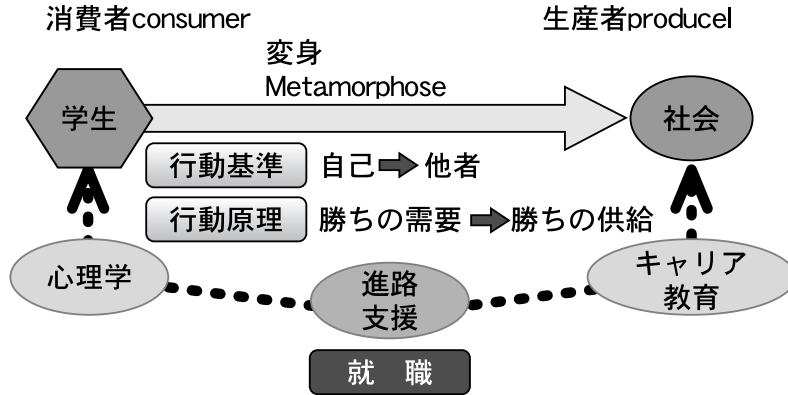 消費者consumer
生産者producel
変身
Metamorphose
学生
社会
行動基準 自己➡他者
行動原理 勝ちの需要➡勝ちの供給
心理学
進路
支援
キャリア
教育
就　職